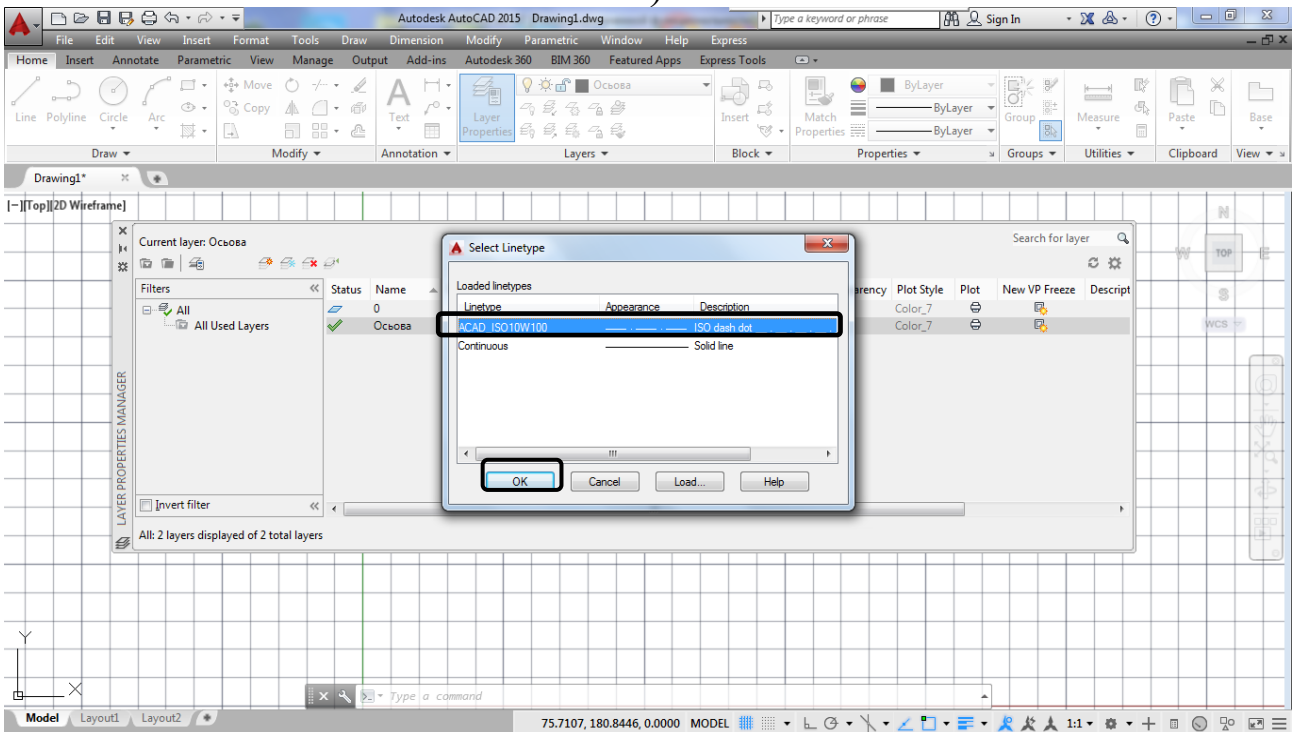 Autodesk AutoCAD 2015 Drawing1.dwg Type a keyword or phrase Sign In
File Edit View Insert Format Tools Draw Dimension Modify Parametric Window Help Express
Home Insert Annotate Parametric View Manage Output Add-ins Autodesk 360 BIM 360 Featured Apps Express Tools
Line Polyline Circle Arc Move Copy Text Layer Properties Осьова Insert Match Properties ByLayer ByLayer ByLayer Group Measure Paste Base
Draw Modify Annotation Layers Block Properties Groups Utilities Clipboard View
Drawing1*
[−][Top][2D Wireframe]
N
W TOP E
S
WCS
LAYER PROPERTIES MANAGER
Current layer: Осьова
Search for layer
Filters
All
All Used Layers
Invert filter
Status Name arency Plot Style Plot New VP Freeze Descript
0 Color_7
Осьова Color_7
All: 2 layers displayed of 2 total layers
Select Linetype
Loaded linetypes
Linetype Appearance Description
ACAD_ISO10W100 ISO dash dot
Continuous Solid line
OK Cancel Load... Help
Y
X
Type a command
Model Layout1 Layout2
75.7107, 180.8446, 0.0000 MODEL 1:1